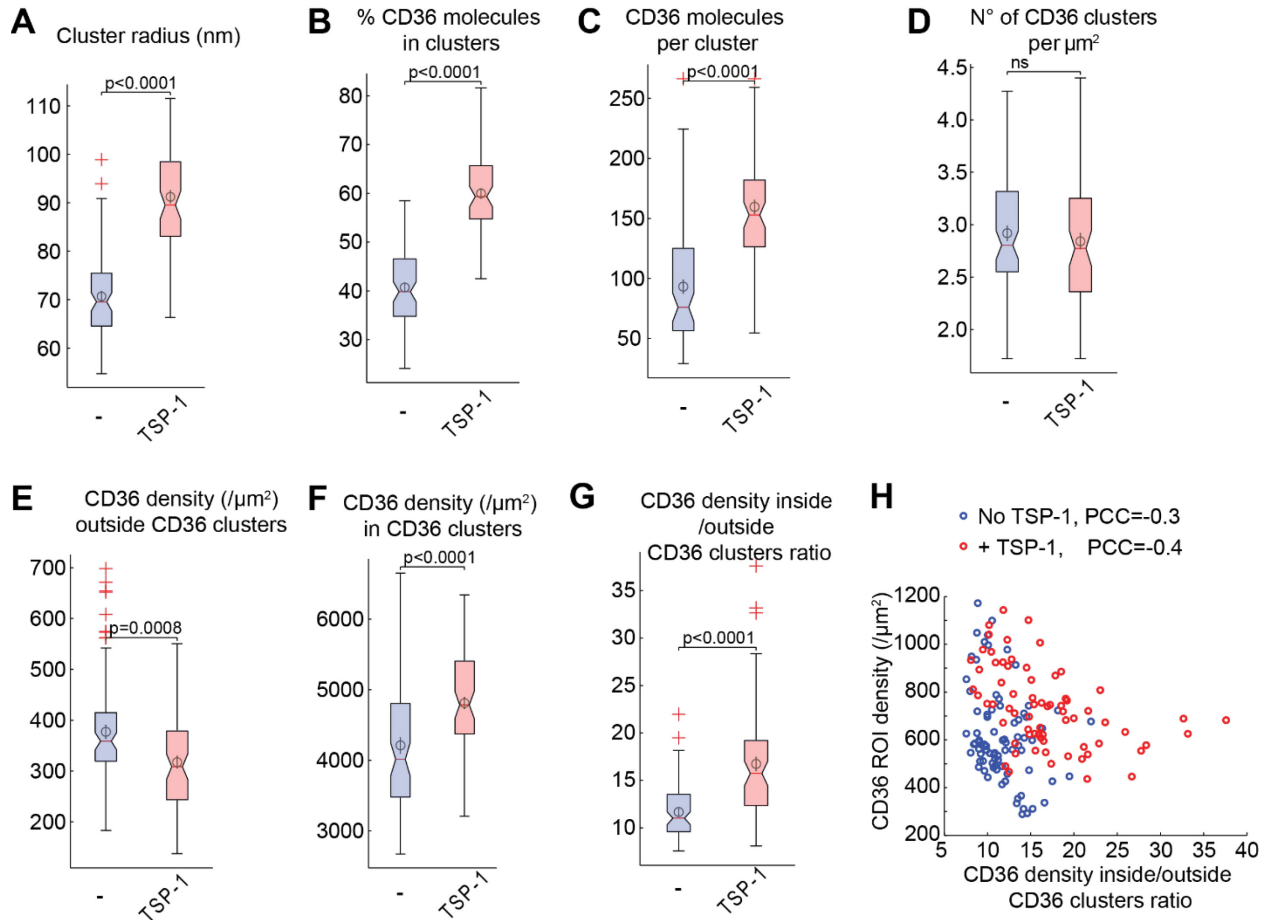 A
Cluster radius (nm)
p<0.0001
110
100
90
80
70
60
-
TSP-1
B
% CD36 molecules
in clusters
p<0.0001
80
70
60
50
40
30
-
TSP-1
C
CD36 molecules
per cluster
p<0.0001
250
200
150
100
50
-
TSP-1
D
N° of CD36 clusters
per µm²
ns
4.5
4.0
3.5
3.0
2.5
2.0
-
TSP-1
E
CD36 density (/µm²)
outside CD36 clusters
p=0.0008
700
600
500
400
300
200
-
TSP-1
F
CD36 density (/µm²)
in CD36 clusters
p<0.0001
6000
5000
4000
3000
-
TSP-1
G
CD36 density inside
/outside
CD36 clusters ratio
p<0.0001
35
30
25
20
15
10
-
TSP-1
H
No TSP-1, PCC=-0.3
+ TSP-1, PCC=-0.4
CD36 ROI density (/µm²)
1200
1000
800
600
400
200
5 10 15 20 25 30 35 40
CD36 density inside/outside
CD36 clusters ratio